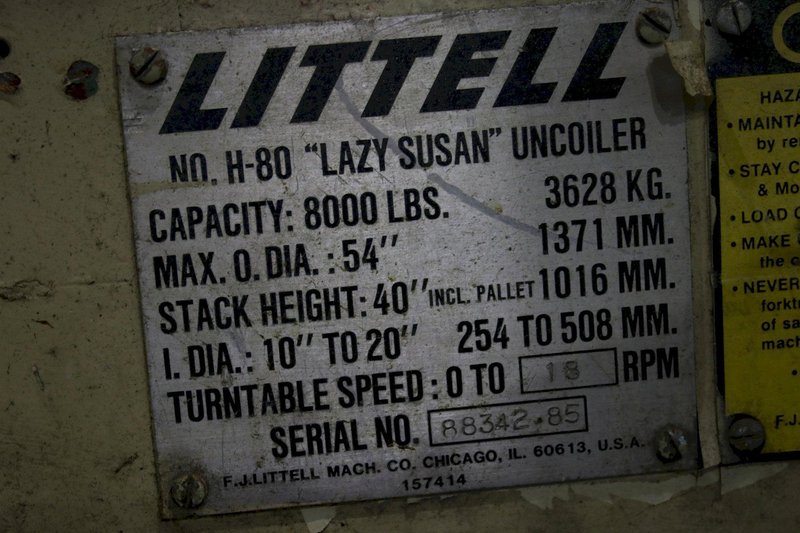 LITTELL
NO. H-80 "LAZY SUSAN" UNCOILER
CAPACITY: 8000 LBS. 3628 KG.
MAX. O. DIA. : 54" 1371 MM.
STACK HEIGHT: 40" INCL. PALLET 1016 MM.
I. DIA. : 10" TO 20" 254 TO 508 MM.
TURNTABLE SPEED : 0 TO 18 RPM
SERIAL NO. 88342-85
F.J. LITTELL MACH. CO. CHICAGO, IL. 60613, U.S.A.
157414
HAZA
• MAINTA
by re
• STAY C
& Mo
• LOAD
• MAKE
the
• NEVER
forkt
of sa
mach
F.J.